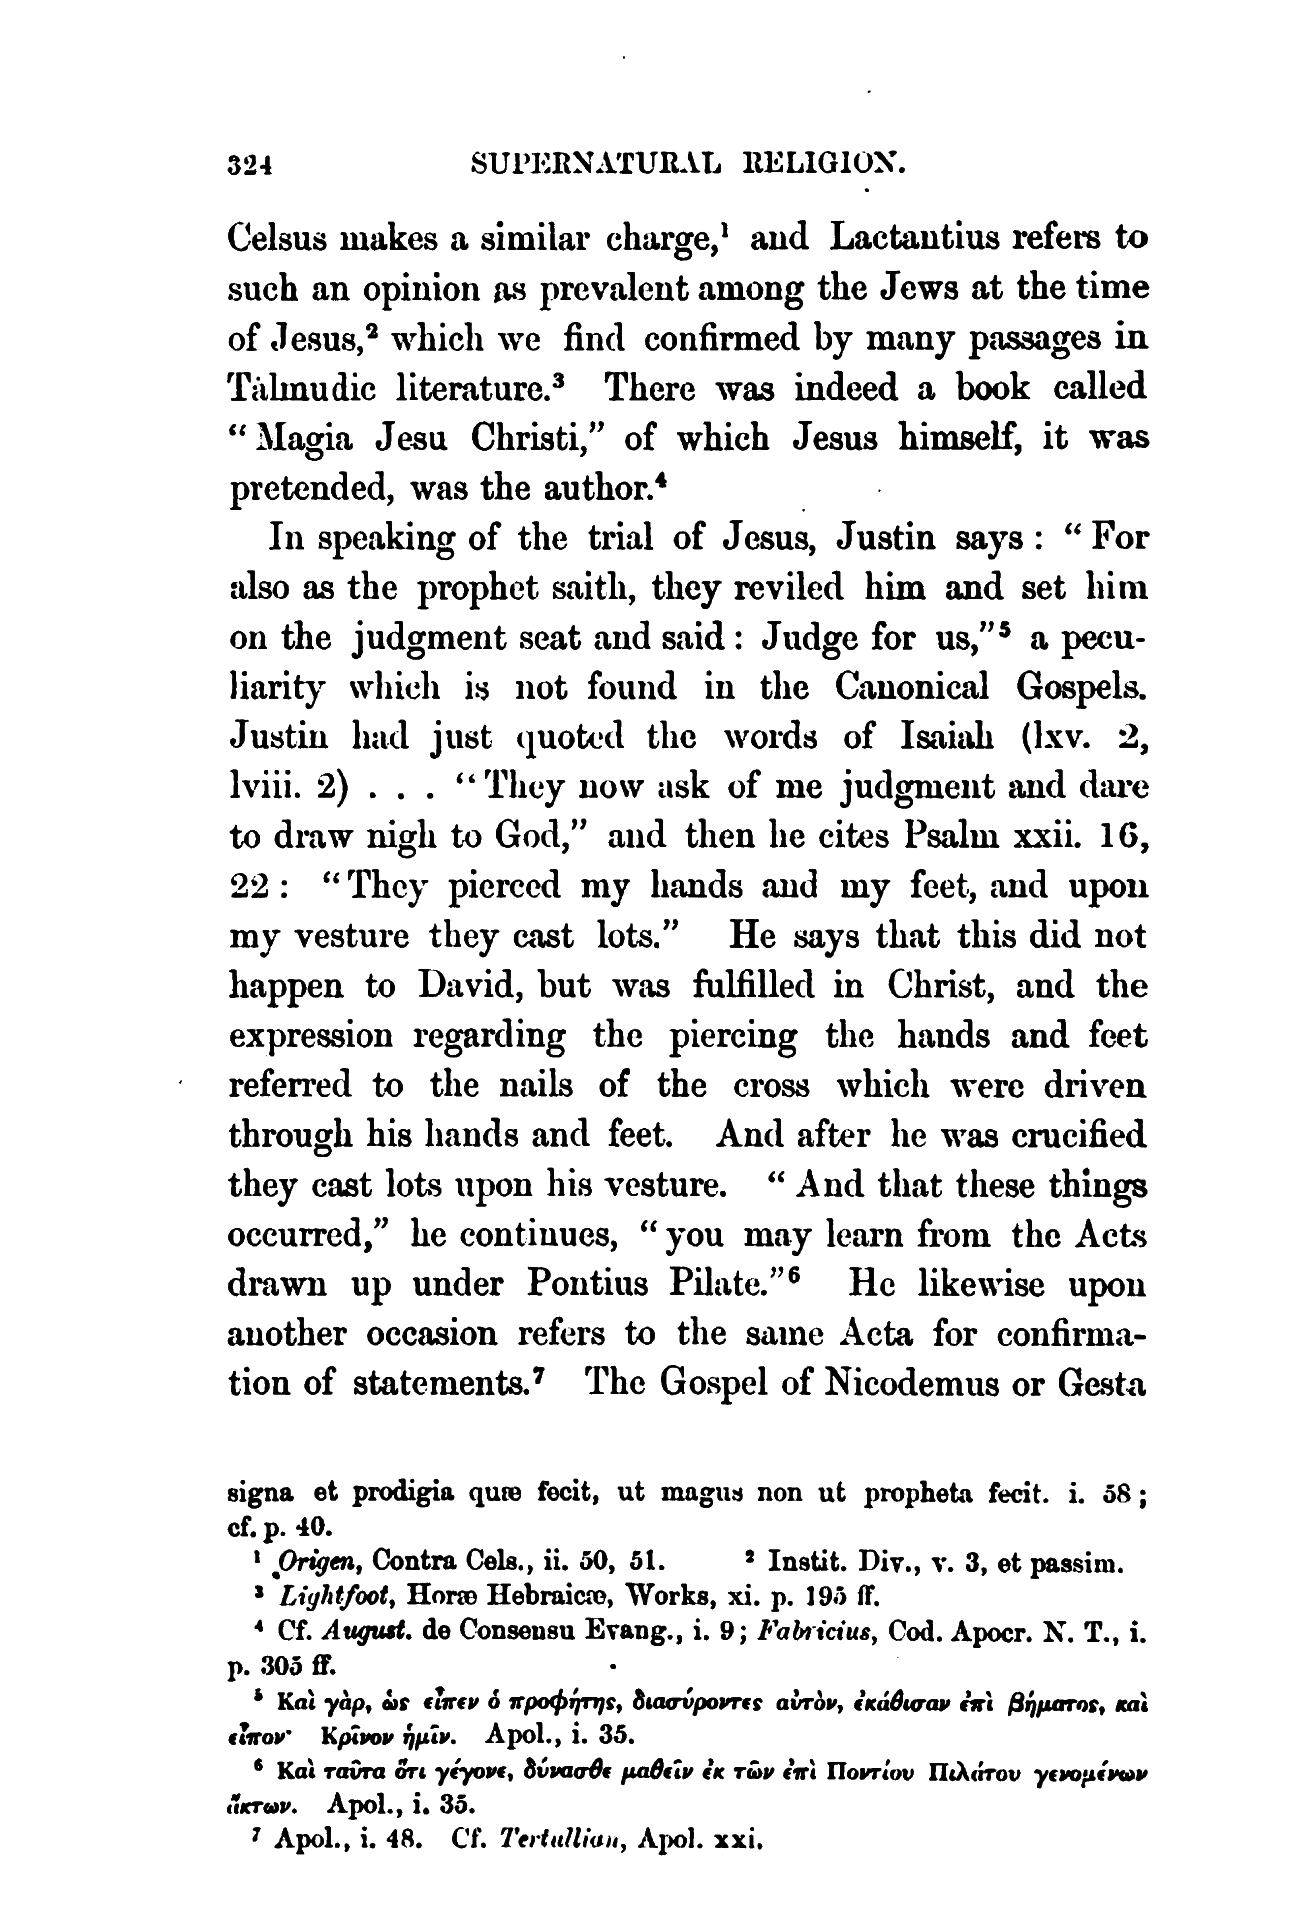 324 SUPERNATURAL RELIGION.
Celsus makes a similar charge,¹ and Lactantius refers to
such an opinion as prevalent among the Jews at the time
of Jesus,² which we find confirmed by many passages in
Talmudic literature.³ There was indeed a book called
“Magia Jesu Christi,” of which Jesus himself, it was
pretended, was the author.⁴
In speaking of the trial of Jesus, Justin says : “For
also as the prophet saith, they reviled him and set him
on the judgment seat and said : Judge for us,”⁵ a pecu-
liarity which is not found in the Canonical Gospels.
Justin had just quoted the words of Isaiah (lxv. 2,
lviii. 2) . . . “They now ask of me judgment and dare
to draw nigh to God,” and then he cites Psalm xxii. 16,
22 : “They pierced my hands and my feet, and upon
my vesture they cast lots.” He says that this did not
happen to David, but was fulfilled in Christ, and the
expression regarding the piercing the hands and feet
referred to the nails of the cross which were driven
through his hands and feet. And after he was crucified
they cast lots upon his vesture. “And that these things
occurred,” he continues, “you may learn from the Acts
drawn up under Pontius Pilate.”⁶ He likewise upon
another occasion refers to the same Acta for confirma-
tion of statements.⁷ The Gospel of Nicodemus or Gesta
signa et prodigia quæ fecit, ut magus non ut propheta fecit. i. 58 ;
cf. p. 40.
¹ Origen, Contra Cels., ii. 50, 51. ² Instit. Div., v. 3, et passim.
³ Lightfoot, Horæ Hebraicæ, Works, xi. p. 195 ff.
⁴ Cf. August. de Consensu Evang., i. 9 ; Fabricius, Cod. Apocr. N. T., i.
p. 305 ff.
⁵ Καὶ γὰρ, ὡς εἶπεν ὁ προφήτης, διασύροντες αὐτὸν, ἐκάθισαν ἐπὶ βήματος, καὶ
εἶπον· Κρῖνον ἡμῖν. Apol., i. 35.
⁶ Καὶ ταῦτα ὅτι γέγονε, δύνασθε μαθεῖν ἐκ τῶν ἐπὶ Ποντίου Πιλάτου γενομένων
ἄκτων. Apol., i. 35.
⁷ Apol., i. 48. Cf. Tertullian, Apol. xxi.